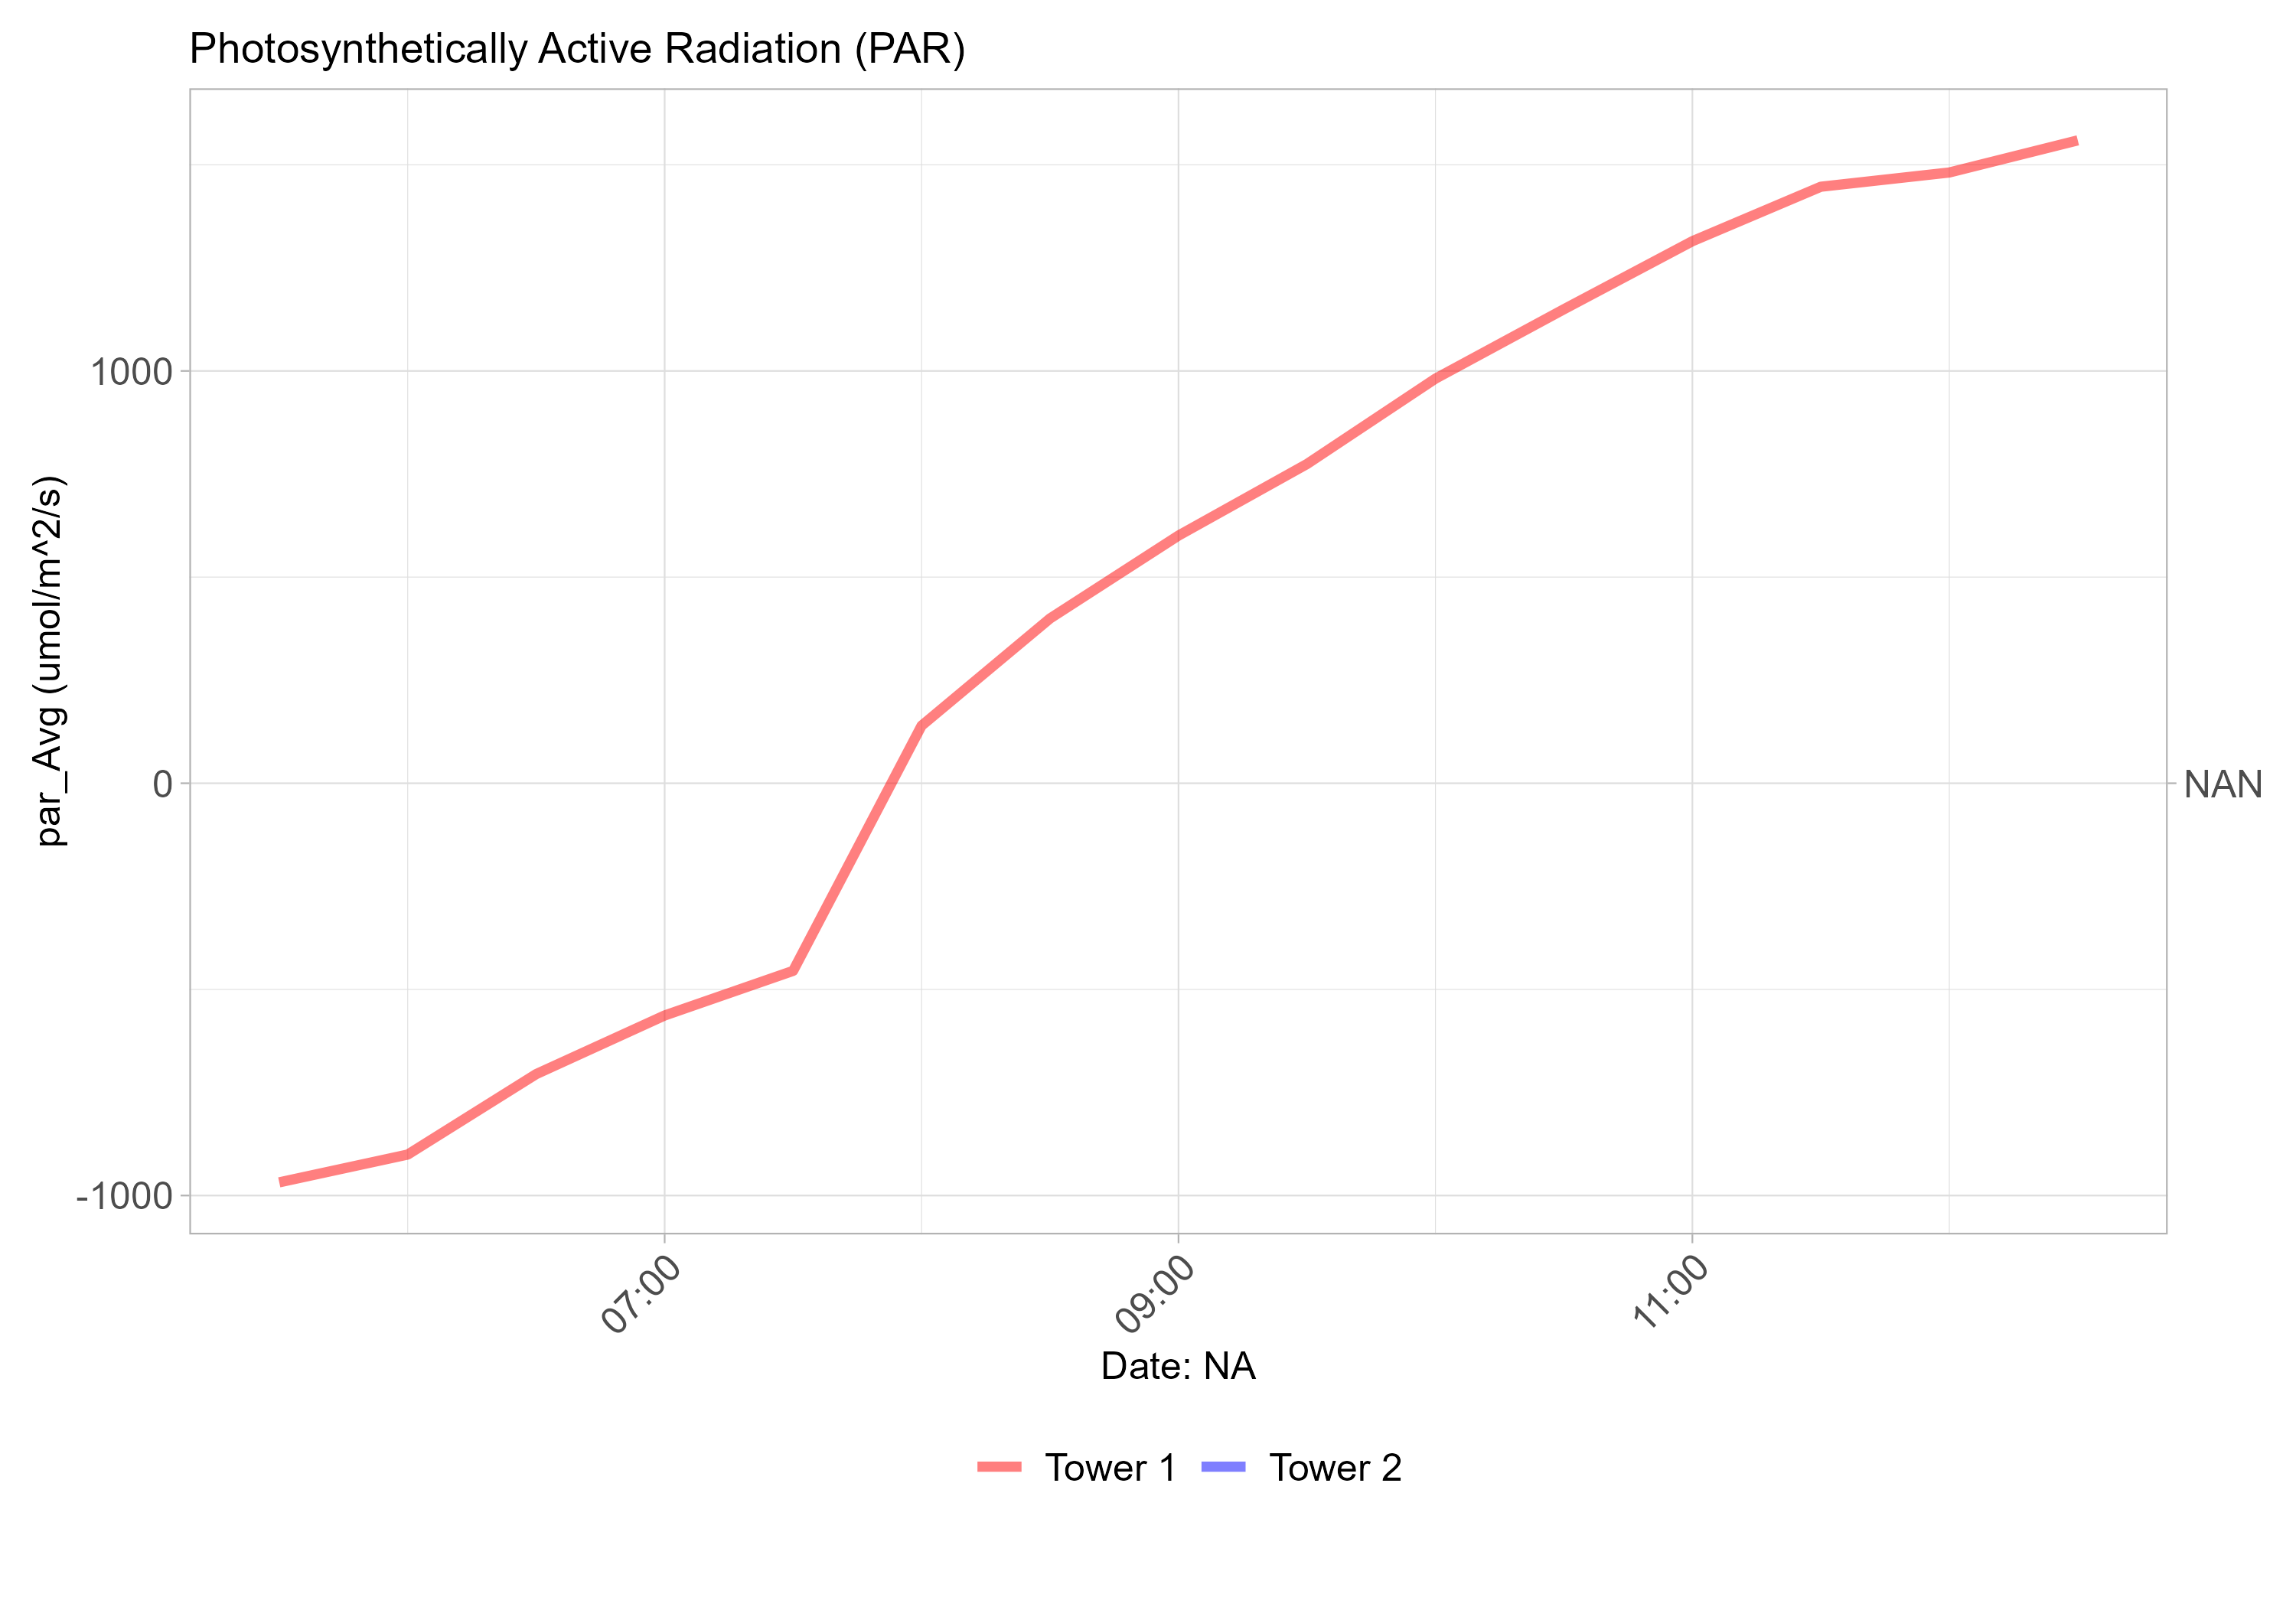 Photosynthetically Active Radiation (PAR)
par_Avg (umol/m^2/s)
1000
0
-1000
NAN
07:00
09:00
11:00
Date: NA
Tower 1
Tower 2